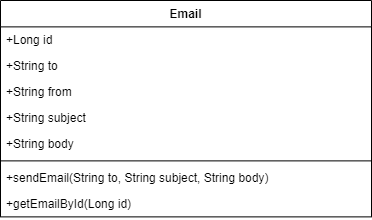 Email
+Long id
+String to
+String from
+String subject
+String body
+sendEmail(String to, String subject, String body)
+getEmailById(Long id)